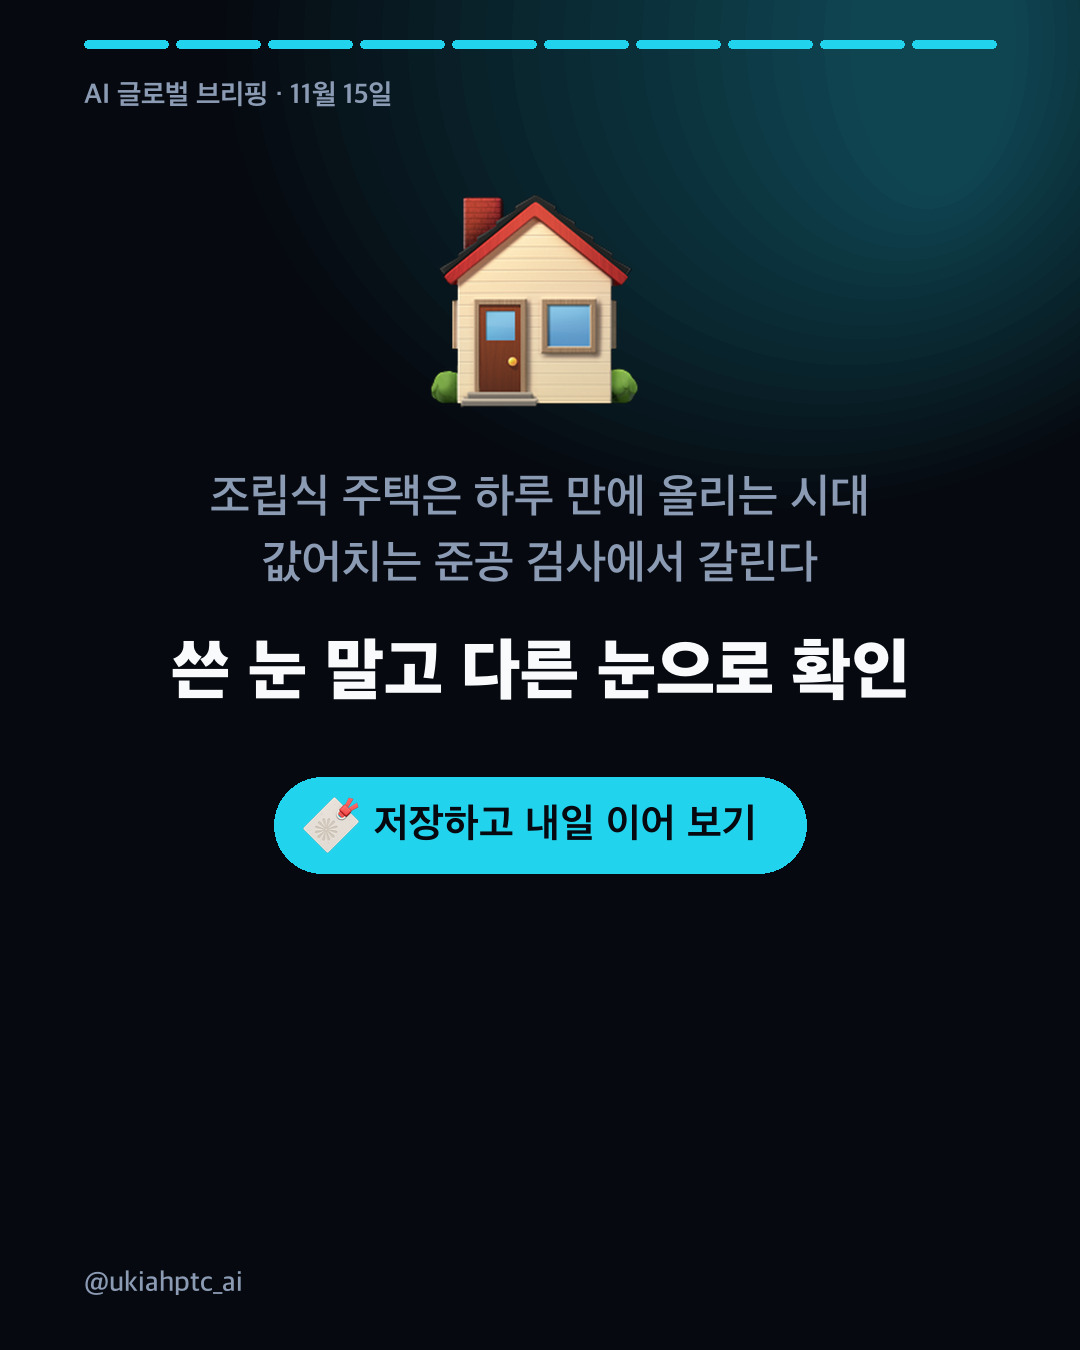 AI 글로벌 브리핑 · 11월 15일
조립식 주택은 하루 만에 올리는 시대
값어치는 준공 검사에서 갈린다
쓴 눈 말고 다른 눈으로 확인
저장하고 내일 이어 보기
@ukiahptc_ai